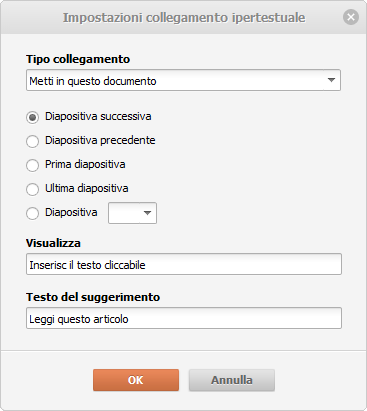 Impostazioni collegamento ipertestuale
Tipo collegamento
Metti in questo documento
Diapositiva successiva
Diapositiva precedente
Prima diapositiva
Ultima diapositiva
Diapositiva
Visualizza
Inserisc il testo cliccabile
Testo del suggerimento
Leggi questo articolo
OK Annulla